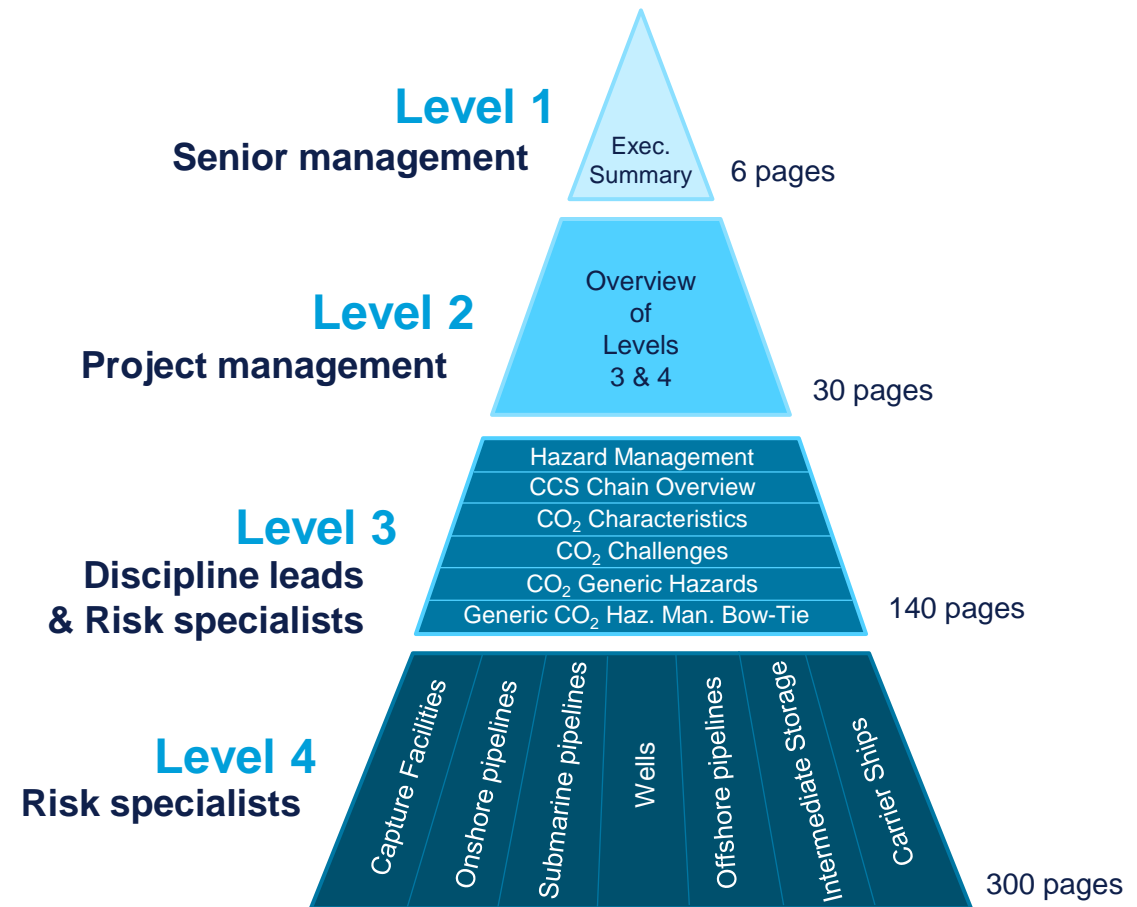 Level 1
Senior management
Exec.
Summary
6 pages
Level 2
Project management
Overview
of
Levels
3 & 4
30 pages
Level 3
Discipline leads
& Risk specialists
Hazard Management
CCS Chain Overview
CO₂ Characteristics
CO₂ Challenges
CO₂ Generic Hazards
Generic CO₂ Haz. Man. Bow-Tie
140 pages
Level 4
Risk specialists
Capture Facilities
Onshore pipelines
Submarine pipelines
Wells
Offshore pipelines
Intermediate Storage
Carrier Ships
300 pages